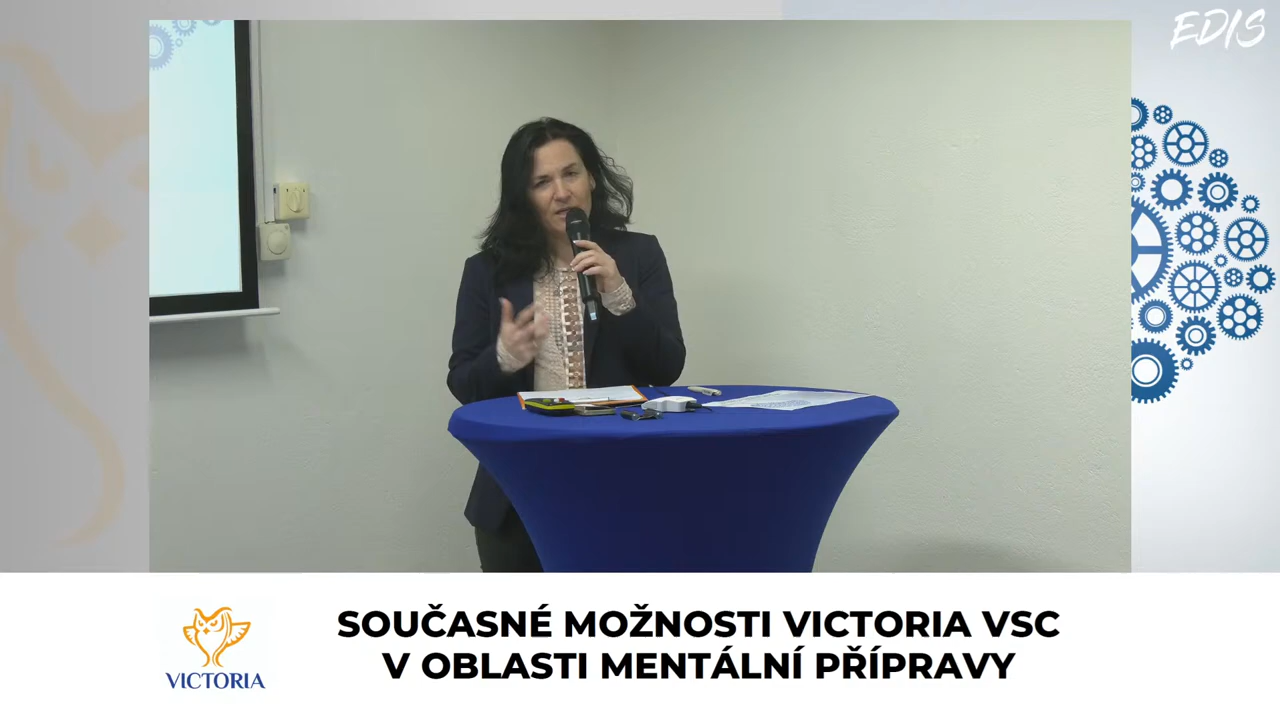 EDIS
SOUČASNÉ MOŽNOSTI VICTORIA VSC
V OBLASTI MENTÁLNÍ PŘÍPRAVY
VICTORIA